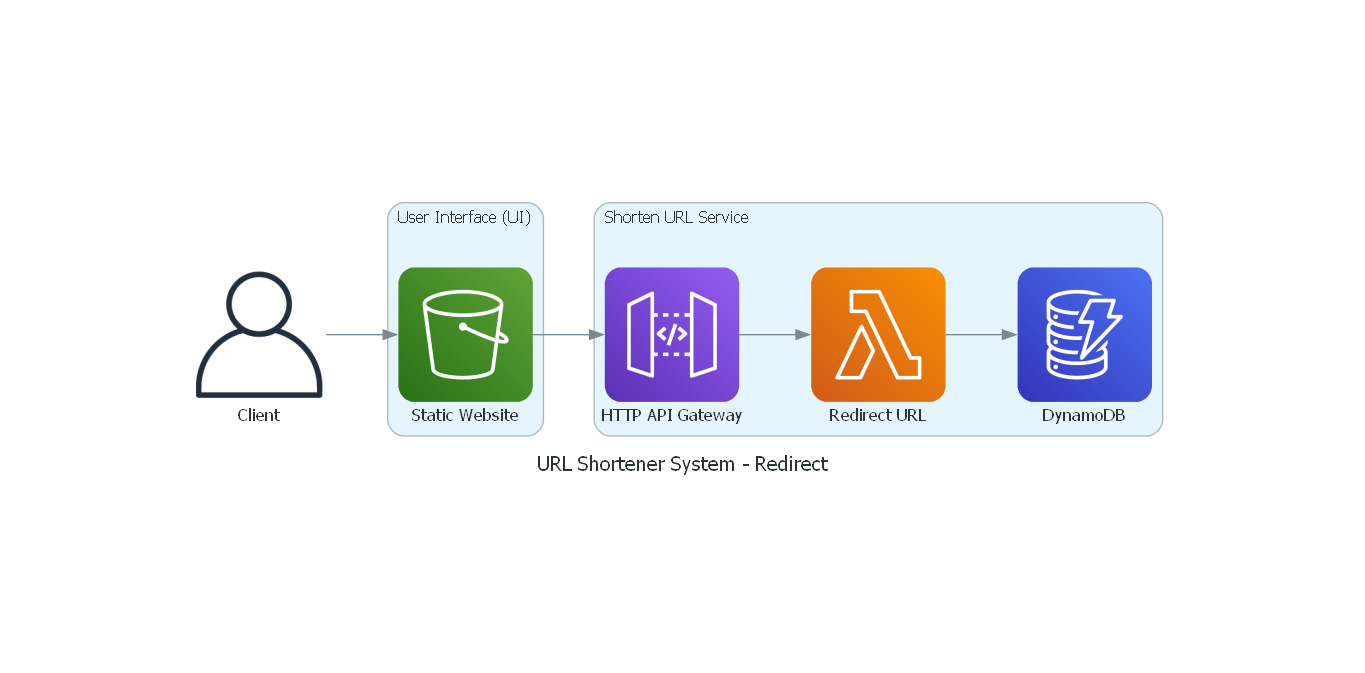 User Interface (UI)
Shorten URL Service
</>
Client
Static Website
HTTP API Gateway
Redirect URL
DynamoDB
URL Shortener System - Redirect